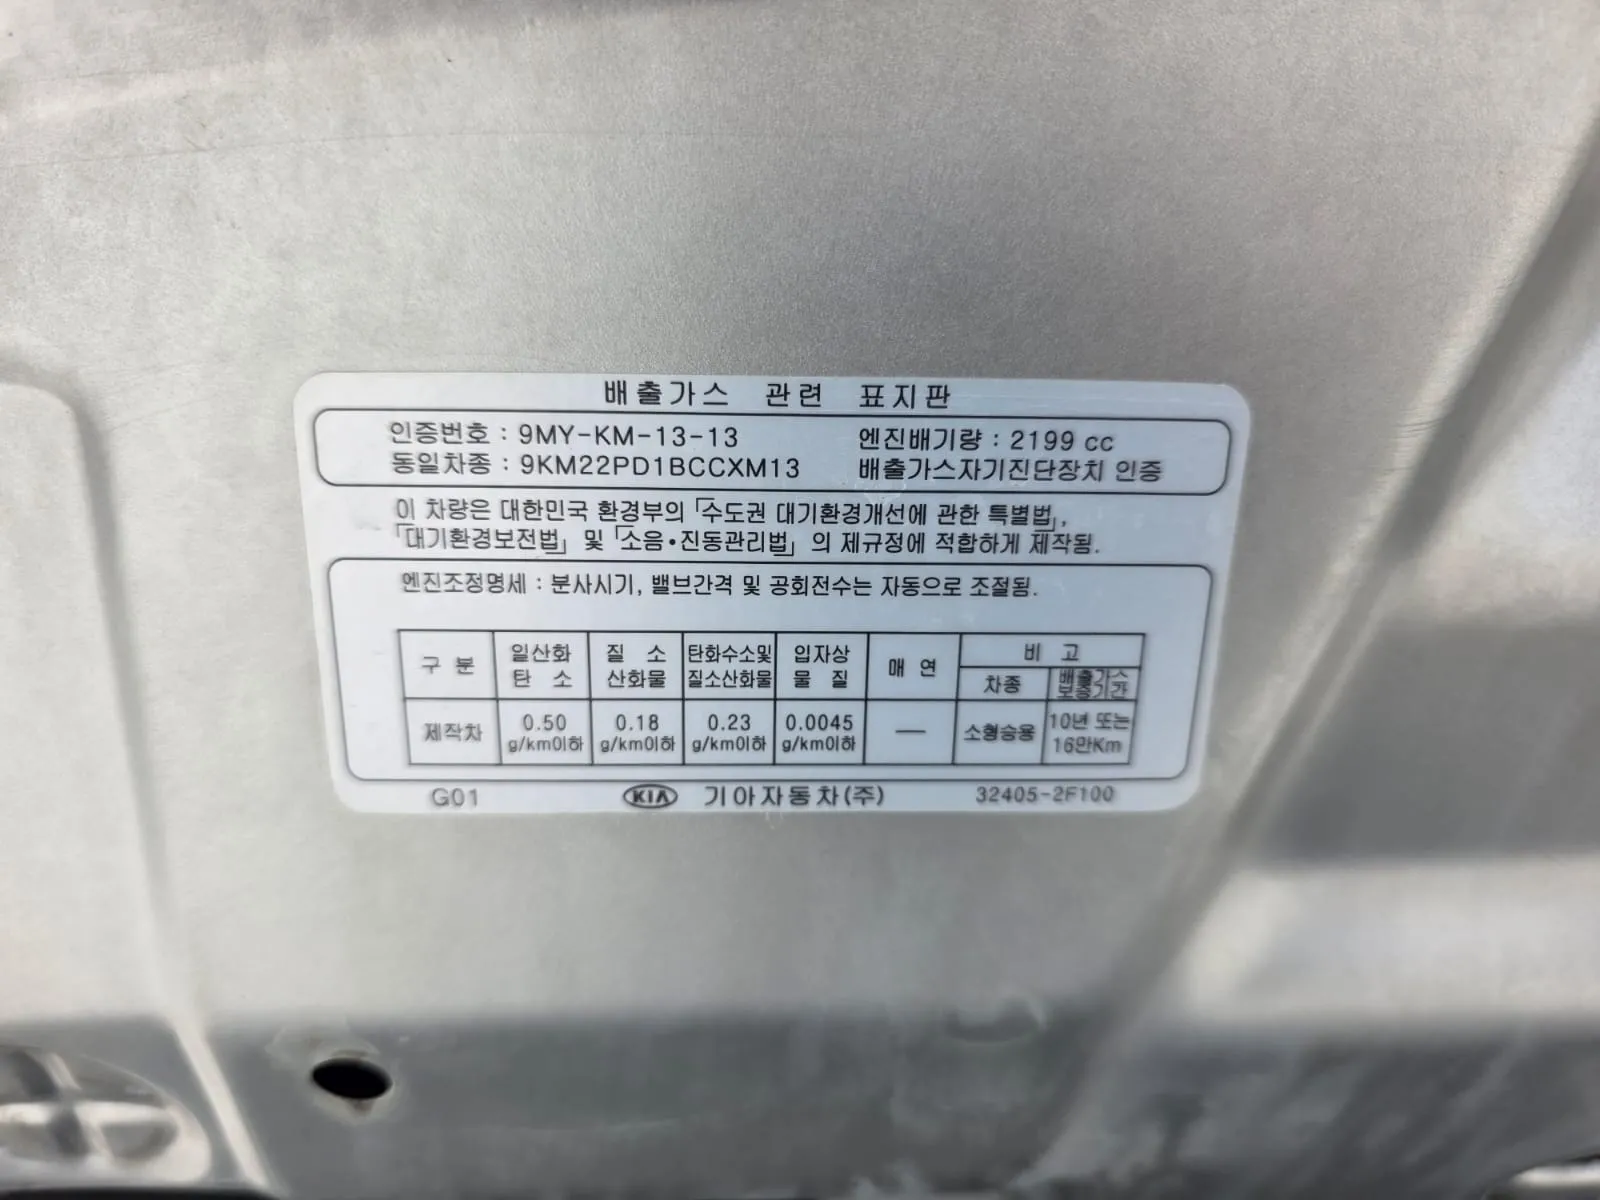 배출가스 관련 표지판
인증번호 : 9MY-KM-13-13 엔진배기량 : 2199 cc
동일차종 : 9KM22PD1BCCXM13 배출가스자기진단장치 인증
이 차량은 대한민국 환경부의 「수도권 대기환경개선에 관한 특별법」,
「대기환경보전법」 및 「소음•진동관리법」의 제규정에 적합하게 제작됨.
엔진조정명세 : 분사시기, 밸브간격 및 공회전수는 자동으로 조절됨.
구 분 일산화 탄 소 질 소 산화물 탄화수소및 질소산화물 입자상 물 질 매 연 비 고
차종 배출가스 보증기간
제작차 0.50 g/km이하 0.18 g/km이하 0.23 g/km이하 0.0045 g/km이하 — 소형승용 10년 또는 16만Km
G01 KIA 기아자동차(주) 32405-2F100